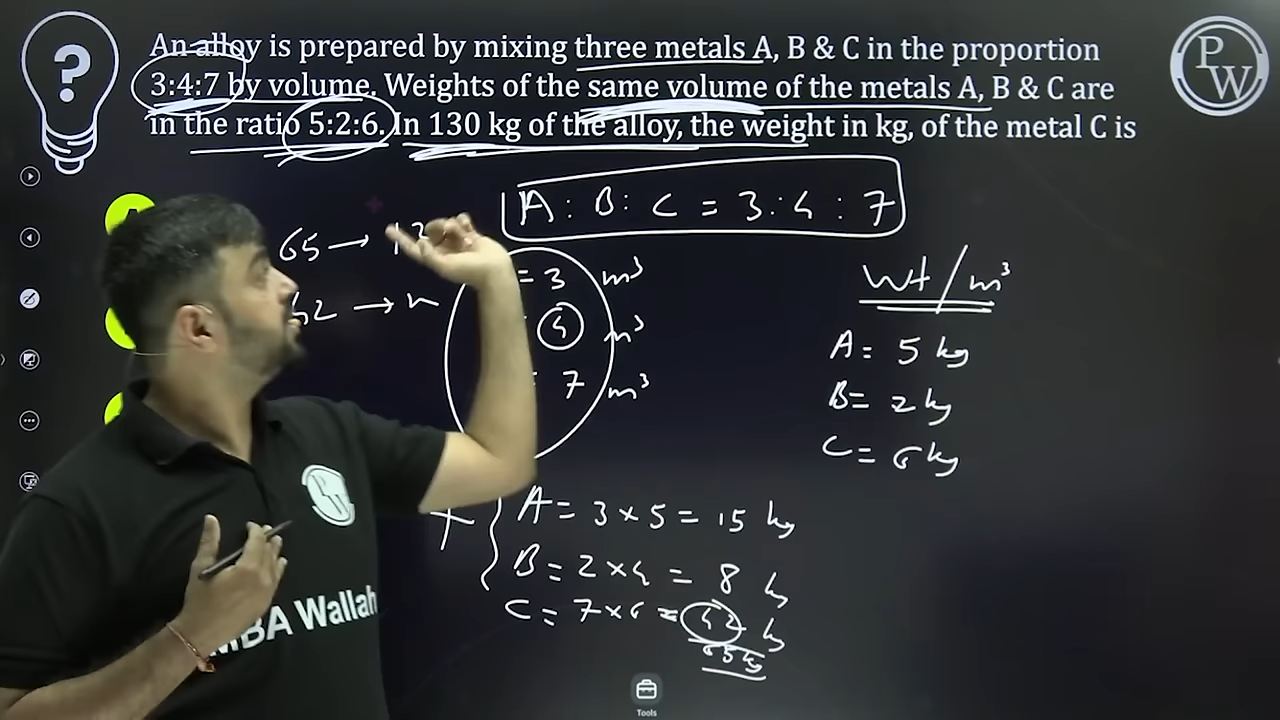 An alloy is prepared by mixing three metals A, B & C in the proportion
3:4:7 by volume. Weights of the same volume of the metals A, B & C are
in the ratio 5:2:6. In 130 kg of the alloy, the weight in kg, of the metal C is
P
W
A : B : C = 3 : 4 : 7
65 → 13
42 → x
= 3 m³
4 m³
7 m³
Wt / m³
A = 5 kg
B = 2 kg
C = 6 kg
+
A = 3 × 5 = 15 kg
B = 2 × 4 = 8 kg
C = 7 × 6 = 42 kg
65 kg
MBA Wallah
Tools